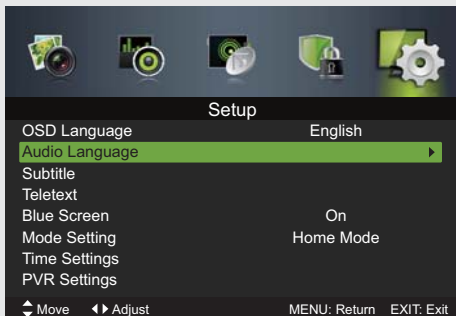 Setup
OSD Language English
Audio Language
Subtitle
Teletext
Blue Screen On
Mode Setting Home Mode
Time Settings
PVR Settings
Move Adjust MENU: Return EXIT: Exit